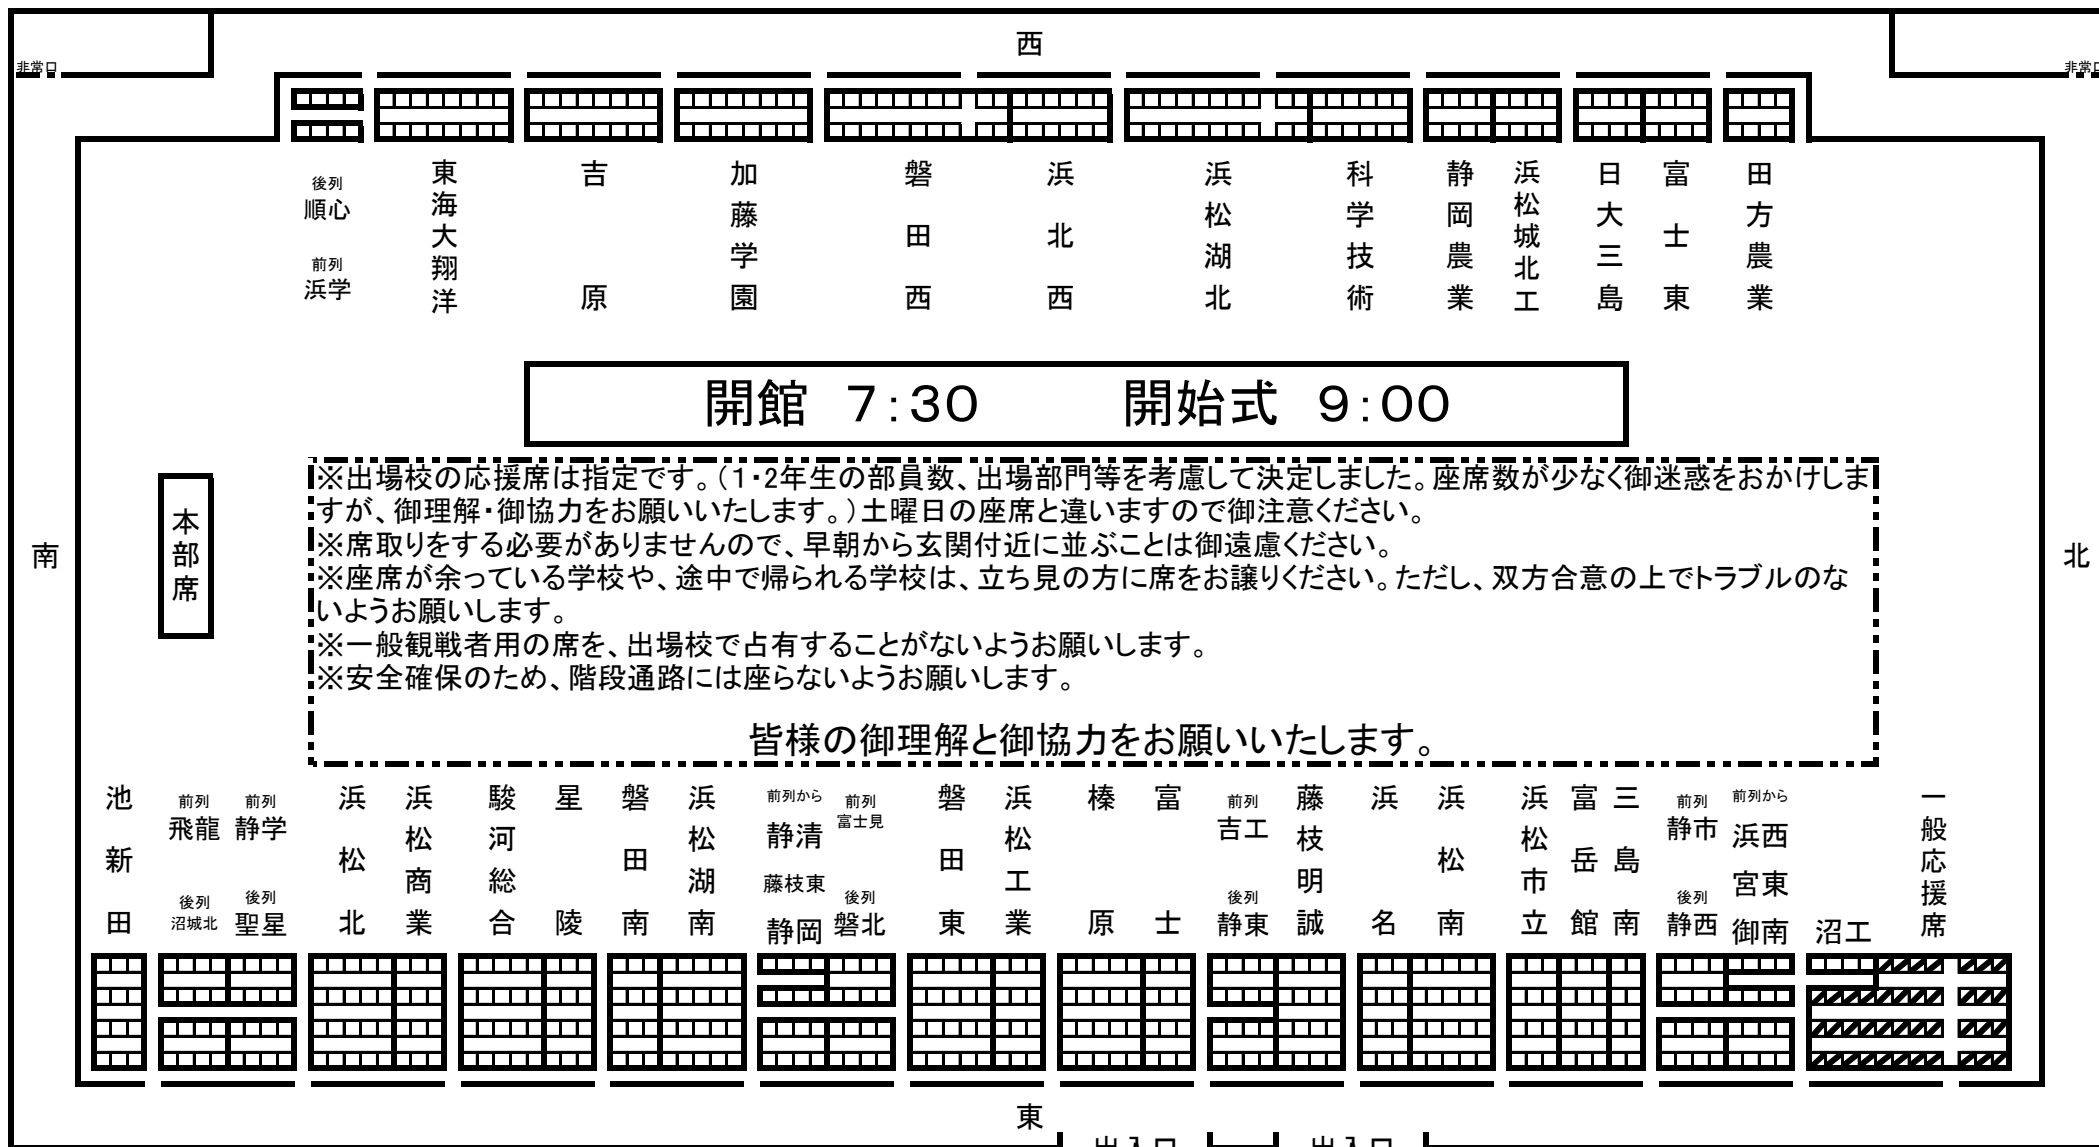 西
非常口
非常口
後列
順心
前列
浜学
東海大翔洋
吉原
加藤学園
磐田西
浜北西
浜松湖北
科学技術
静岡農業
浜松城北工
日大三島
富士東
田方農業
開館 7:30 開始式 9:00
※出場校の応援席は指定です。(1・2年生の部員数、出場部門等を考慮して決定しました。座席数が少なく御迷惑をおかけしま
すが、御理解・御協力をお願いいたします。)土曜日の座席と違いますので御注意ください。
※席取りをする必要がありませんので、早朝から玄関付近に並ぶことは御遠慮ください。
※座席が余っている学校や、途中で帰られる学校は、立ち見の方に席をお譲りください。ただし、双方合意の上でトラブルのな
いようお願いします。
※一般観戦者用の席を、出場校で占有することがないようお願いします。
※安全確保のため、階段通路には座らないようお願いします。
皆様の御理解と御協力をお願いいたします。
本部席
南
北
池新田
前列
飛龍
後列
沼城北
前列
静学
後列
聖星
浜松北
浜松商業
駿河総合
星陵
磐田南
浜松湖南
前列から
静清
藤枝東
静岡
前列
富士見
後列
磐北
磐田東
浜松工業
榛原
富士
前列
吉工
後列
静東
藤枝明誠
浜名
浜松南
浜松市立
富岳館
三島南
前列
静市
後列
静西
前列から
浜西
宮東
御南
沼工
一般応援席
東
出入口
出入口